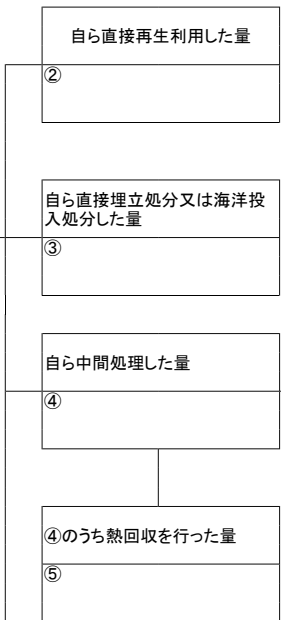 自ら直接再生利用した量
②
自ら直接埋立処分又は海洋投
入処分した量
③
自ら中間処理した量
④
④のうち熱回収を行った量
⑤